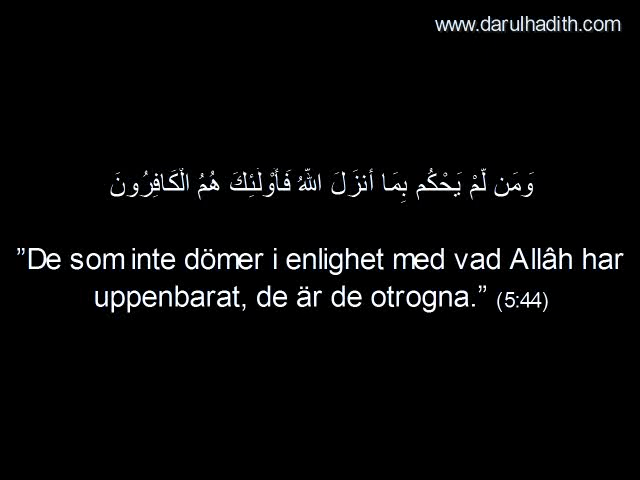 www.darulhadith.com
وَمَن لَّمْ يَحْكُم بِمَا أَنزَلَ اللَّهُ فَأُوْلَئِكَ هُمُ الْكَافِرُونَ
”De som inte dömer i enlighet med vad Allâh har
uppenbarat, de är de otrogna.” (5:44)